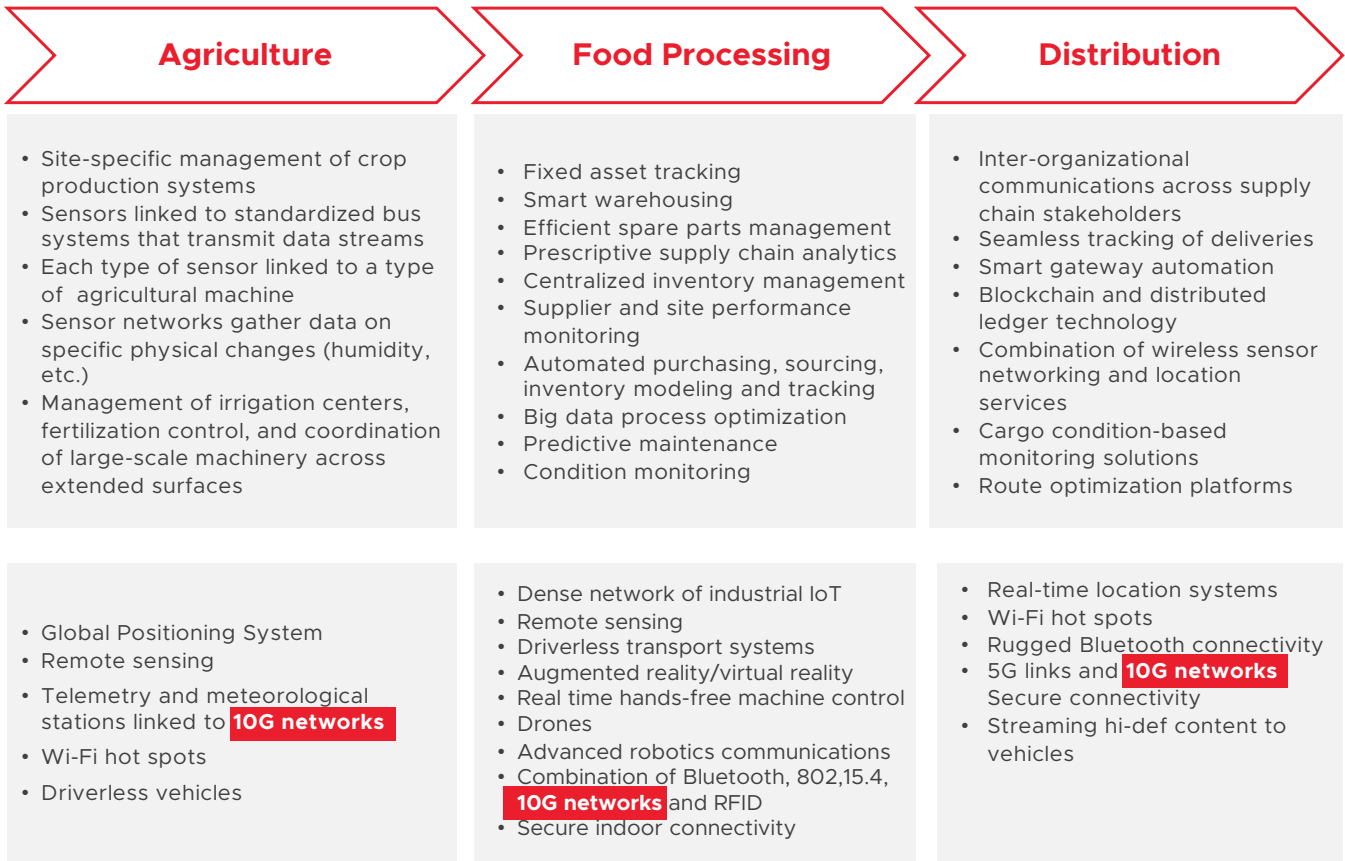 Agriculture
Food Processing
Distribution
• Site-specific management of crop
production systems
• Sensors linked to standardized bus
systems that transmit data streams
• Each type of sensor linked to a type
of agricultural machine
• Sensor networks gather data on
specific physical changes (humidity,
etc.)
• Management of irrigation centers,
fertilization control, and coordination
of large-scale machinery across
extended surfaces
• Fixed asset tracking
• Smart warehousing
• Efficient spare parts management
• Prescriptive supply chain analytics
• Centralized inventory management
• Supplier and site performance
monitoring
• Automated purchasing, sourcing,
inventory modeling and tracking
• Big data process optimization
• Predictive maintenance
• Condition monitoring
• Inter-organizational
communications across supply
chain stakeholders
• Seamless tracking of deliveries
• Smart gateway automation
• Blockchain and distributed
ledger technology
• Combination of wireless sensor
networking and location
services
• Cargo condition-based
monitoring solutions
• Route optimization platforms
• Global Positioning System
• Remote sensing
• Telemetry and meteorological
stations linked to 10G networks
• Wi-Fi hot spots
• Driverless vehicles
• Dense network of industrial IoT
• Remote sensing
• Driverless transport systems
• Augmented reality/virtual reality
• Real time hands-free machine control
• Drones
• Advanced robotics communications
• Combination of Bluetooth, 802,15.4,
10G networks and RFID
• Secure indoor connectivity
• Real-time location systems
• Wi-Fi hot spots
• Rugged Bluetooth connectivity
• 5G links and 10G networks
Secure connectivity
• Streaming hi-def content to
vehicles